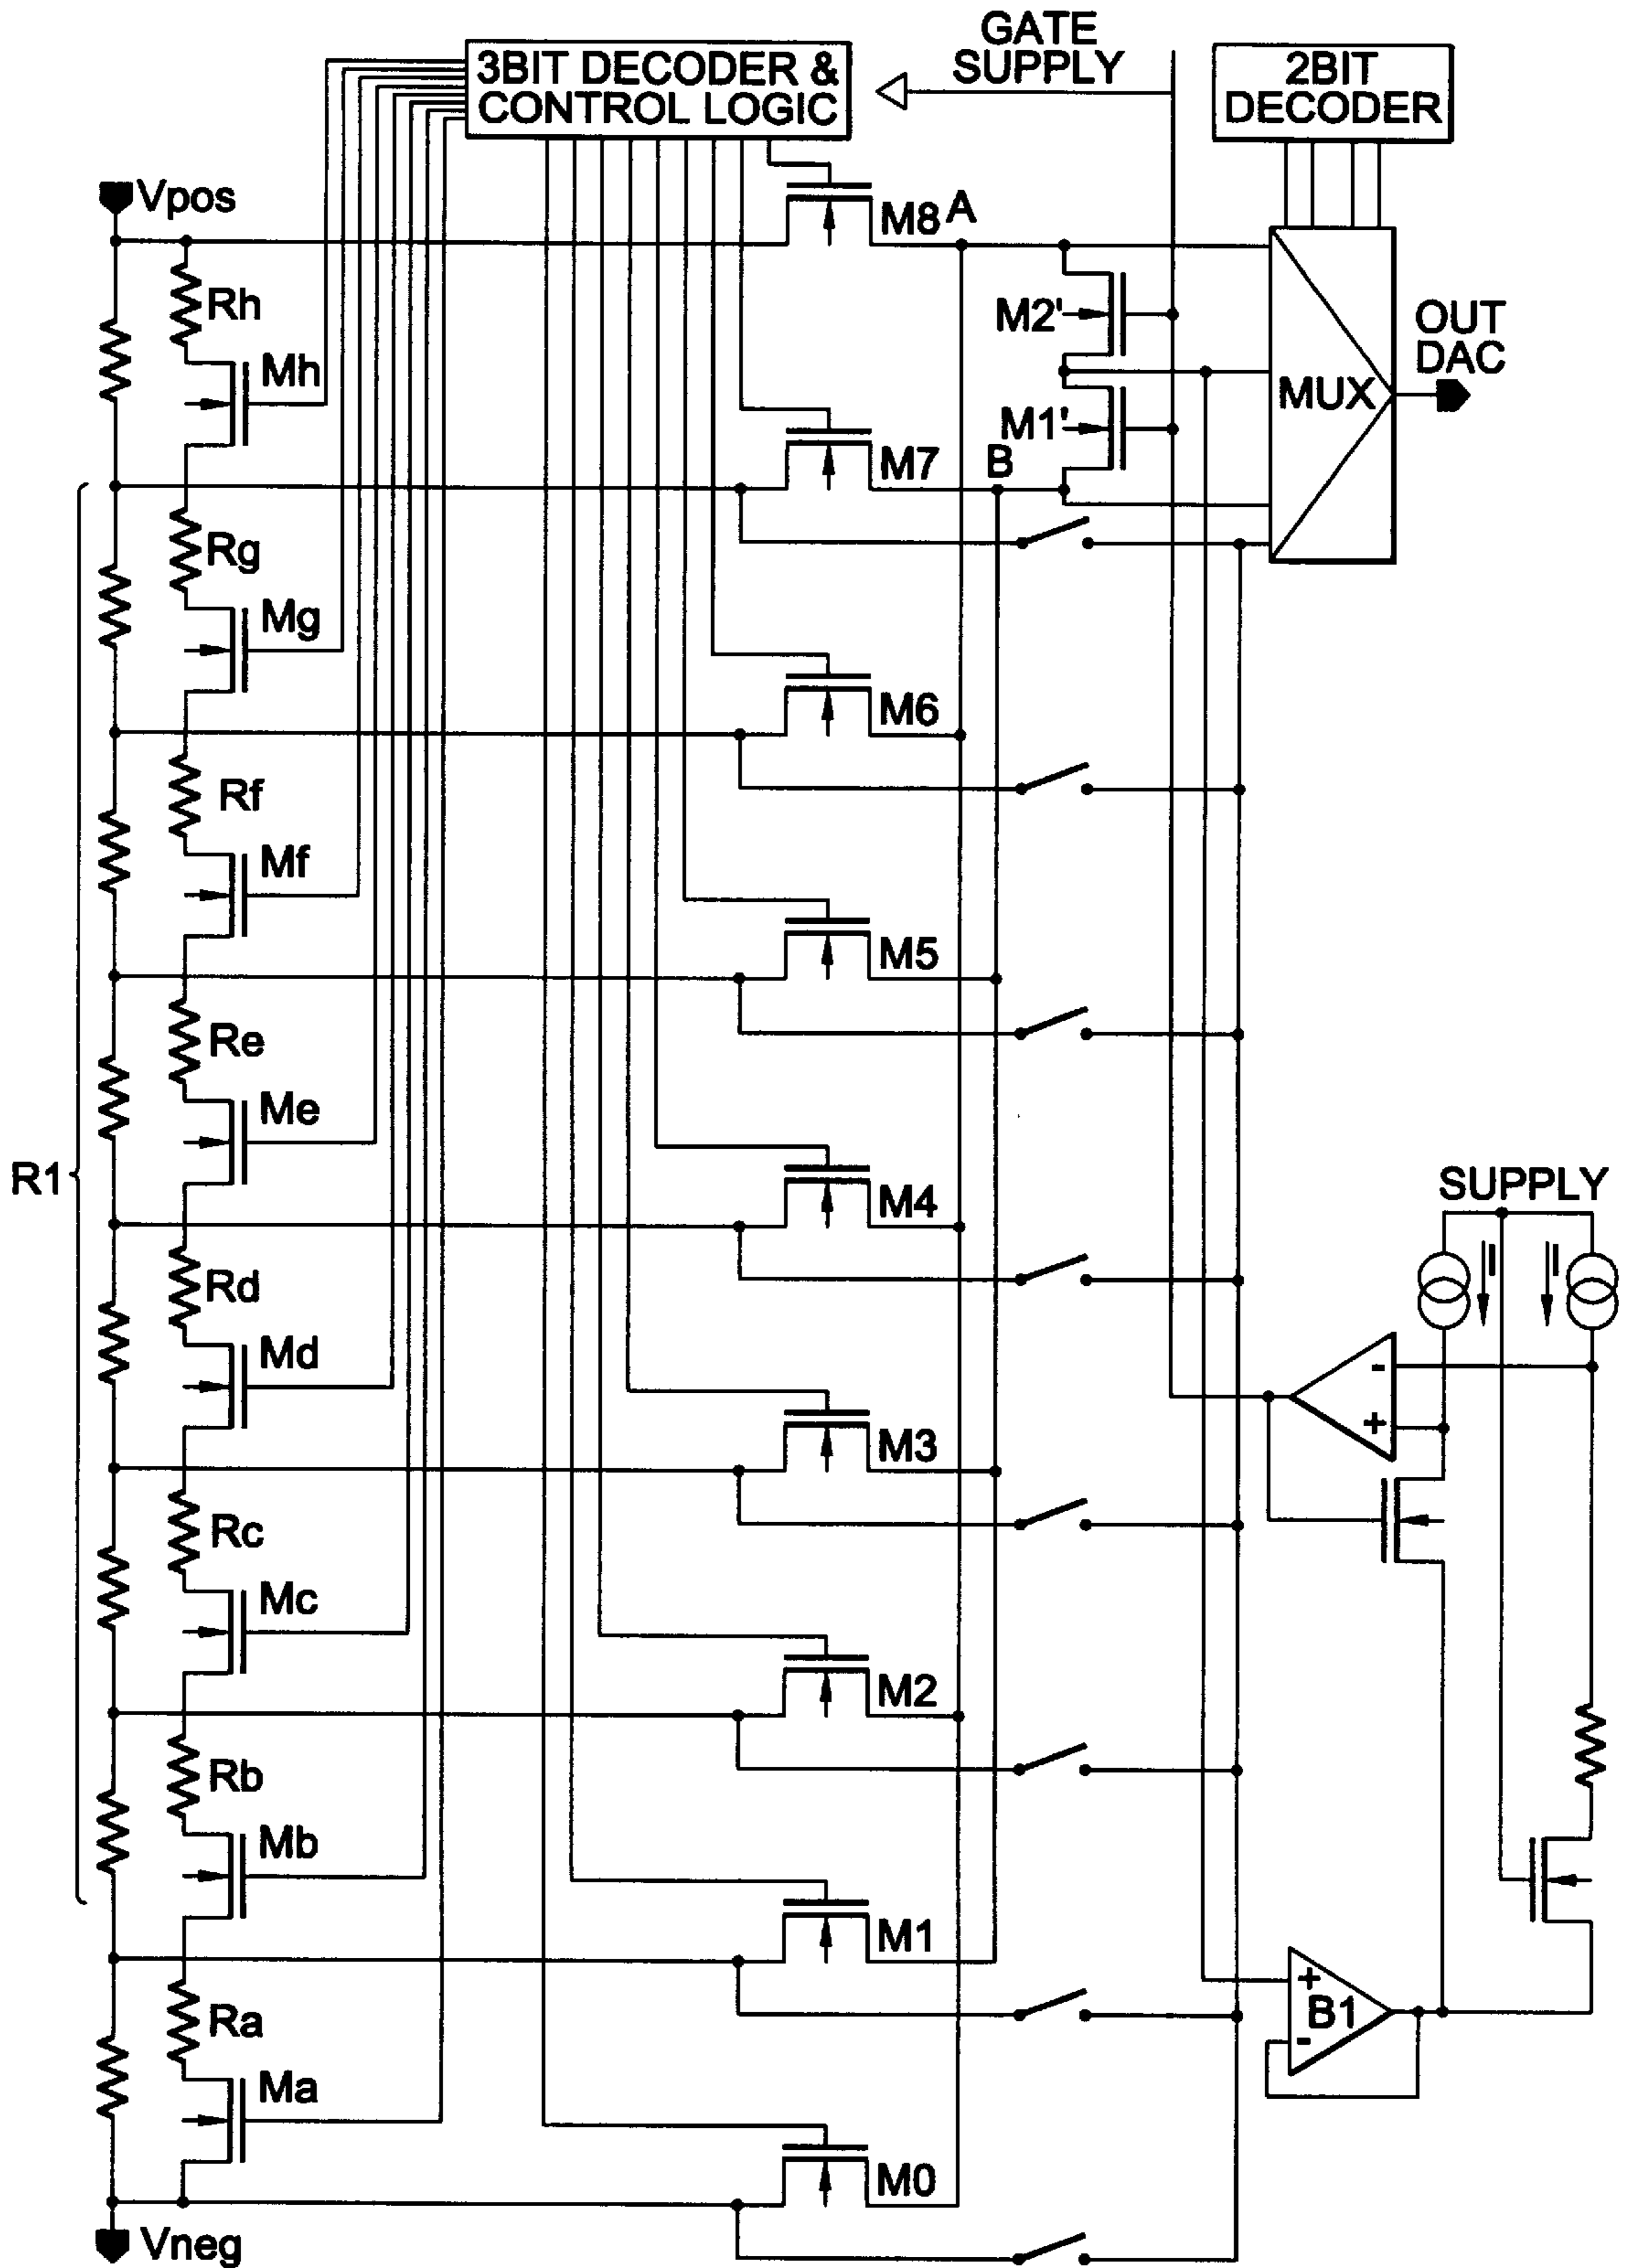 GATE
SUPPLY
3BIT DECODER &
CONTROL LOGIC
2BIT
DECODER
Vpos
M8
A
Rh
M2'
OUT
DAC
Mh
MUX
M1'
M7
B
Rg
Mg
M6
Rf
Mf
M5
Re
Me
R1
M4
SUPPLY
I
I
Rd
Md
-
+
M3
Rc
Mc
M2
Rb
Mb
M1
+
B1
-
Ra
Ma
M0
Vneg